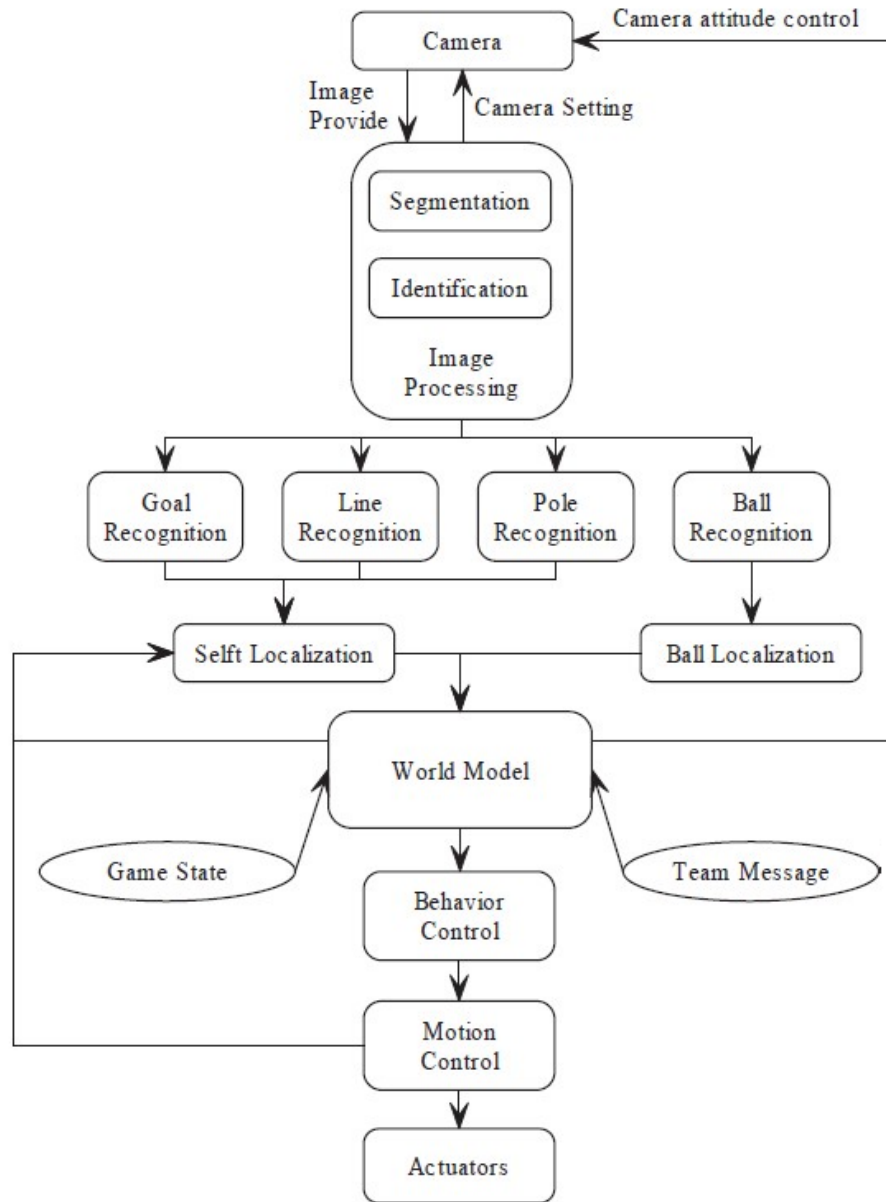 Camera attitude control
Camera
Image
Provide
Camera Setting
Segmentation
Identification
Image
Processing
Goal
Recognition
Line
Recognition
Pole
Recognition
Ball
Recognition
Selft Localization
Ball Localization
World Model
Game State
Team Message
Behavior
Control
Motion
Control
Actuators